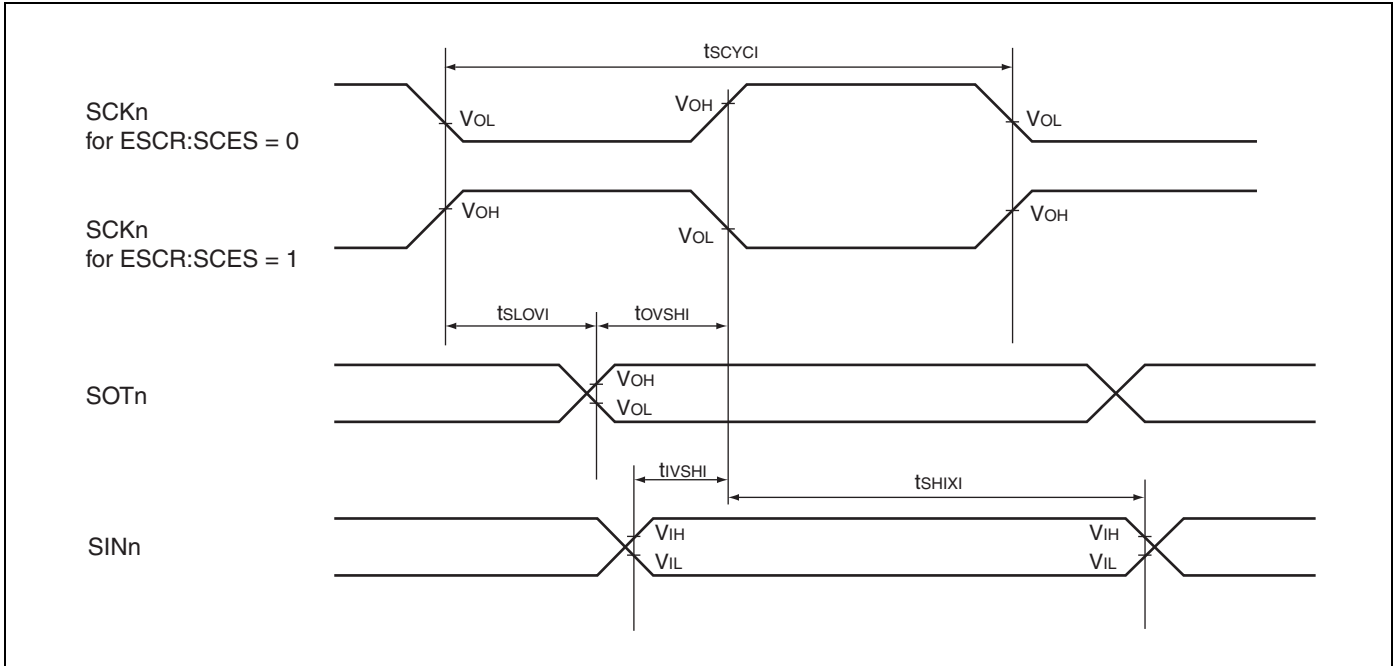 tSCYCI
SCKn
for ESCR:SCES = 0
VOL
VOH
VOL
SCKn
for ESCR:SCES = 1
VOH
VOL
VOH
tSLOVI
tOVSHI
SOTn
VOH
VOL
tIVSHI
tSHIXI
SINn
VIH
VIL
VIH
VIL